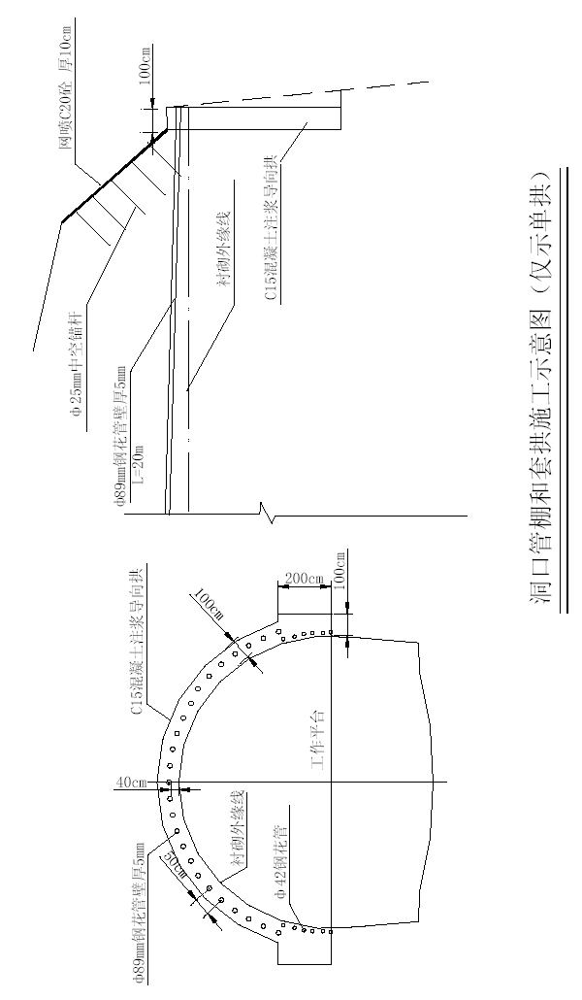 C15混凝土注浆导向拱
100cm
200cm
100cm
工作平台
40cm
50cm
衬砌外缘线
ф42钢花管
ф89mm钢花管壁厚5mm
网喷C20砼 厚10cm
100cm
ф25mm中空锚杆
衬砌外缘线
C15混凝土注浆导向拱
ф89mm钢花管壁厚5mm
L=20m
洞口管棚和套拱施工示意图（仅示单拱）